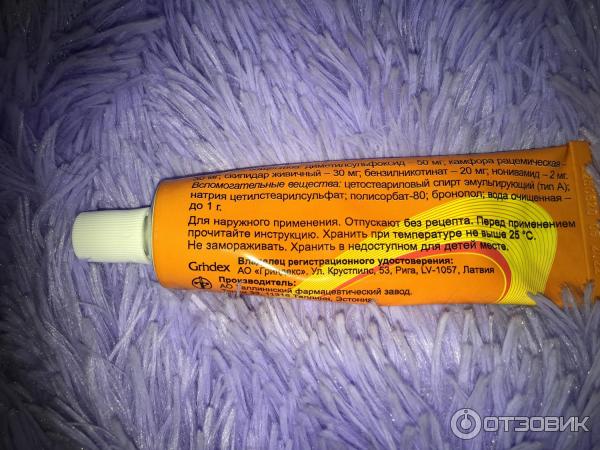 диметилсульфоксид – 50 мг, камфора рацемическая –
30 мг; скипидар живичный – 30 мг; бензилникотинат – 20 мг; нонивамид – 2 мг.
Вспомогательные вещества: цетостеариловый спирт эмульгирующий (тип А);
натрия цетилстеарилсульфат; полисорбат-80; бронопол; вода очищенная –
до 1 г.
Для наружного применения. Отпускают без рецепта. Перед применением
прочитайте инструкцию. Хранить при температуре не выше 25 °C.
Не замораживать. Хранить в недоступном для детей месте.
Grindex
Владелец регистрационного удостоверения:
АО «Гриндекс». Ул. Крустпилс, 53, Рига, LV-1057, Латвия
Производитель:
АО Таллиннский фармацевтический завод.
Таллин, Эстония
ОТЗОВИК